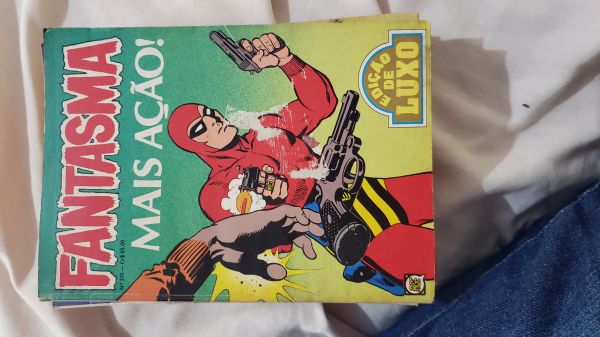 FANTASMA
MAIS AÇÃO!
EDIÇÃO
DE
LUXO